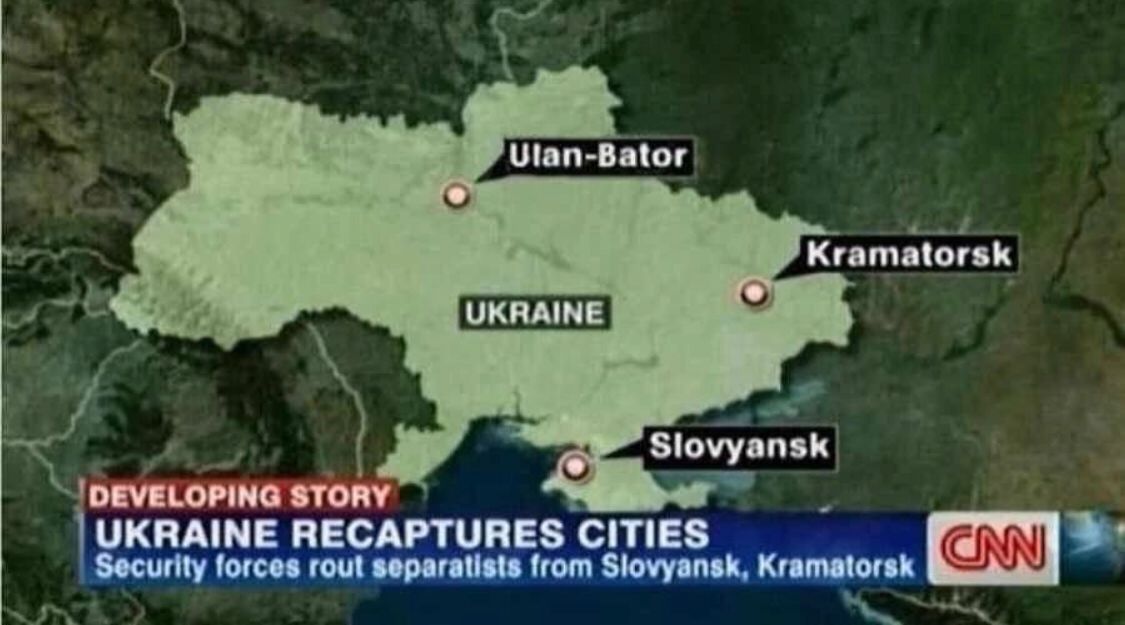 Ulan-Bator
Kramatorsk
UKRAINE
Slovyansk
DEVELOPING STORY
UKRAINE RECAPTURES CITIES
Security forces rout separatists from Slovyansk, Kramatorsk
CNN